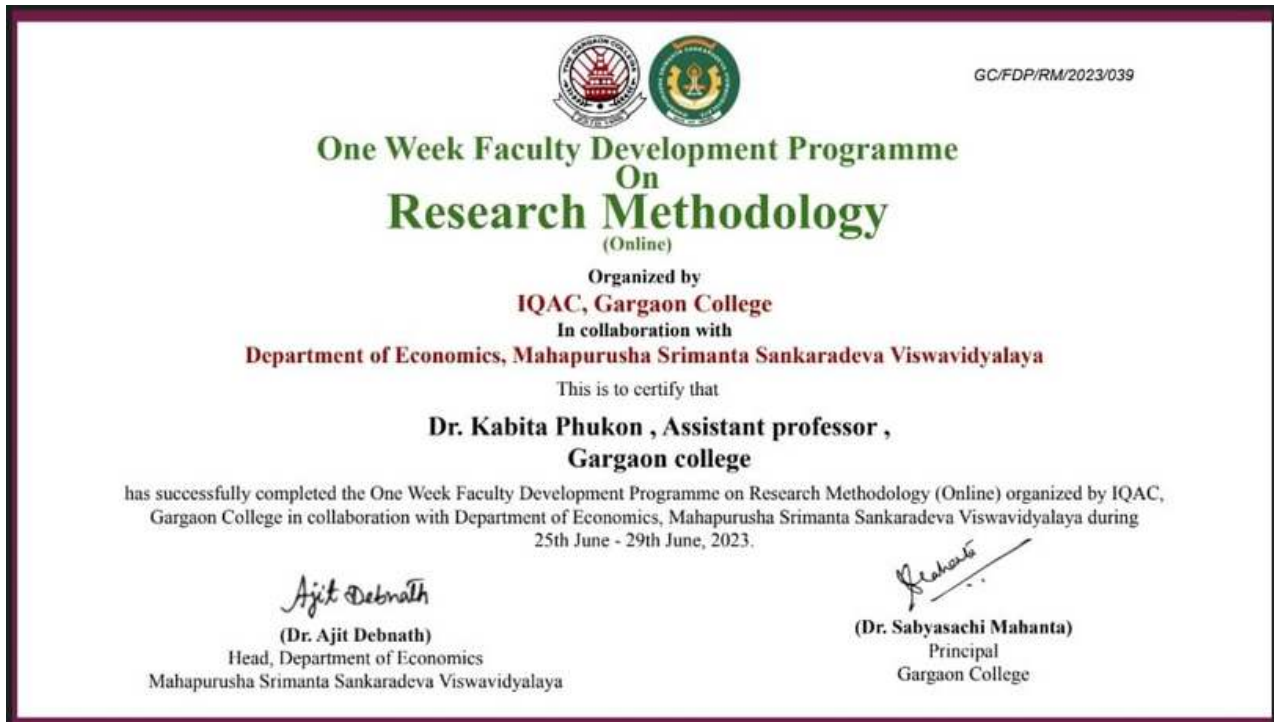 THE GARGAON COLLEGE
GC/FDP/RM/2023/039
One Week Faculty Development Programme
On
Research Methodology
(Online)
Organized by
IQAC, Gargaon College
In collaboration with
Department of Economics, Mahapurusha Srimanta Sankaradeva Viswavidyalaya
This is to certify that
Dr. Kabita Phukon , Assistant professor ,
Gargaon college
has successfully completed the One Week Faculty Development Programme on Research Methodology (Online) organized by IQAC,
Gargaon College in collaboration with Department of Economics, Mahapurusha Srimanta Sankaradeva Viswavidyalaya during
25th June - 29th June, 2023.
Ajit Debnath
Mahanta
(Dr. Ajit Debnath)
Head, Department of Economics
Mahapurusha Srimanta Sankaradeva Viswavidyalaya
(Dr. Sabyasachi Mahanta)
Principal
Gargaon College